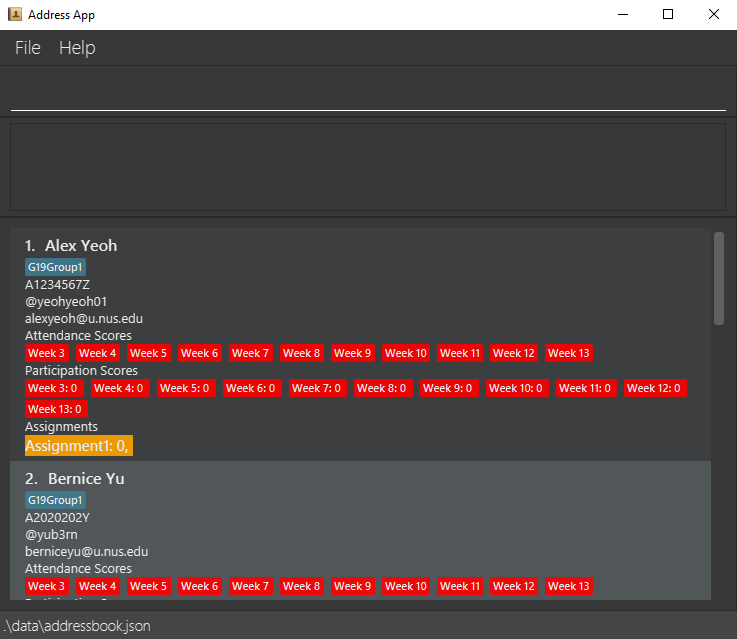 Address App
File Help
1. Alex Yeoh
G19Group1
A1234567Z
@yeohyeoh01
alexyeoh@u.nus.edu
Attendance Scores
Week 3 Week 4 Week 5 Week 6 Week 7 Week 8 Week 9 Week 10 Week 11 Week 12 Week 13
Participation Scores
Week 3: 0 Week 4: 0 Week 5: 0 Week 6: 0 Week 7: 0 Week 8: 0 Week 9: 0 Week 10: 0 Week 11: 0 Week 12: 0
Week 13: 0
Assignments
Assignment1: 0,
2. Bernice Yu
G19Group1
A2020202Y
@yub3rn
berniceyu@u.nus.edu
Attendance Scores
Week 3 Week 4 Week 5 Week 6 Week 7 Week 8 Week 9 Week 10 Week 11 Week 12 Week 13
.\data\addressbook.json